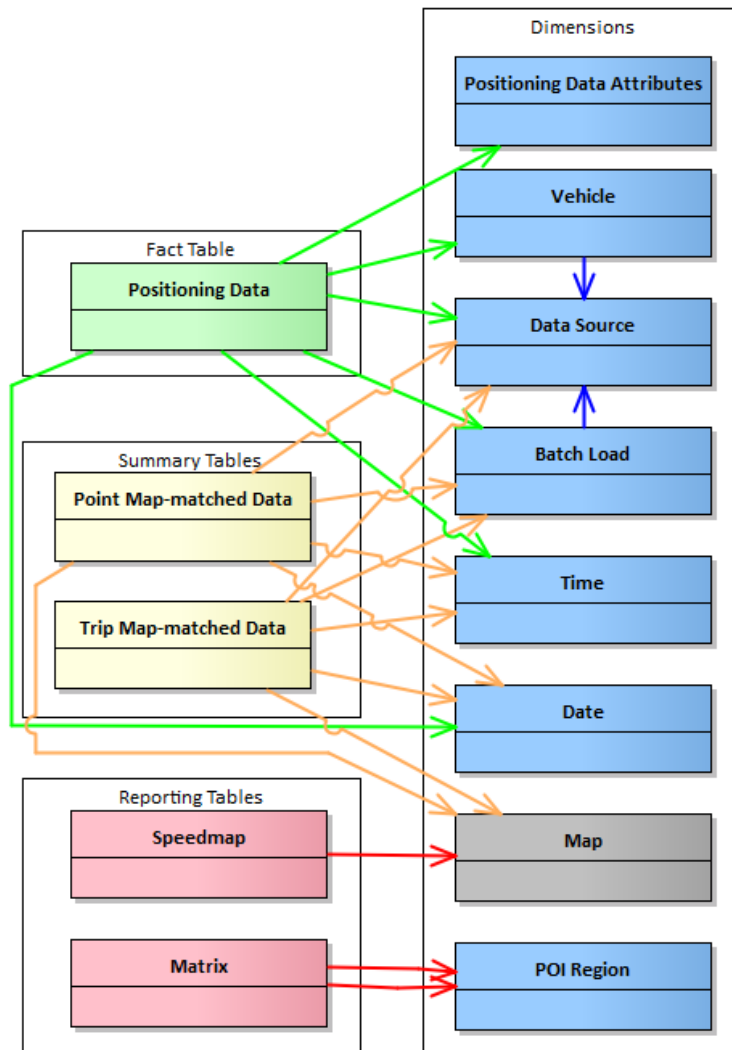 Dimensions
Positioning Data Attributes
Vehicle
Fact Table
Positioning Data
Data Source
Batch Load
Summary Tables
Point Map-matched Data
Time
Trip Map-matched Data
Date
Reporting Tables
Speedmap
Map
Matrix
POI Region